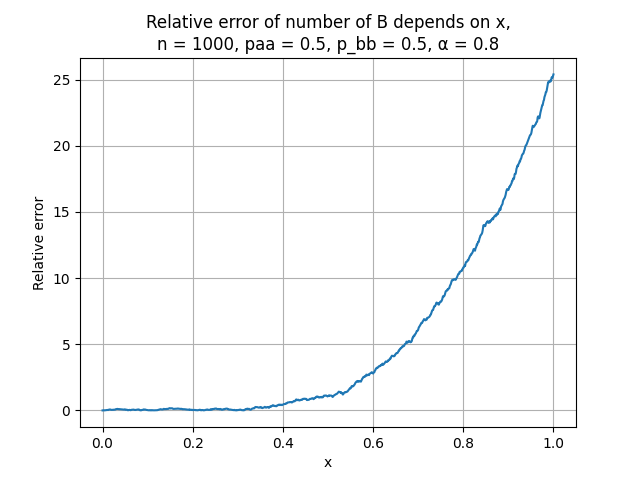 Relative error of number of B depends on x,
n = 1000, paa = 0.5, p_bb = 0.5, α = 0.8
25
20
15
10
5
0
Relative error
0.0 0.2 0.4 0.6 0.8 1.0
x